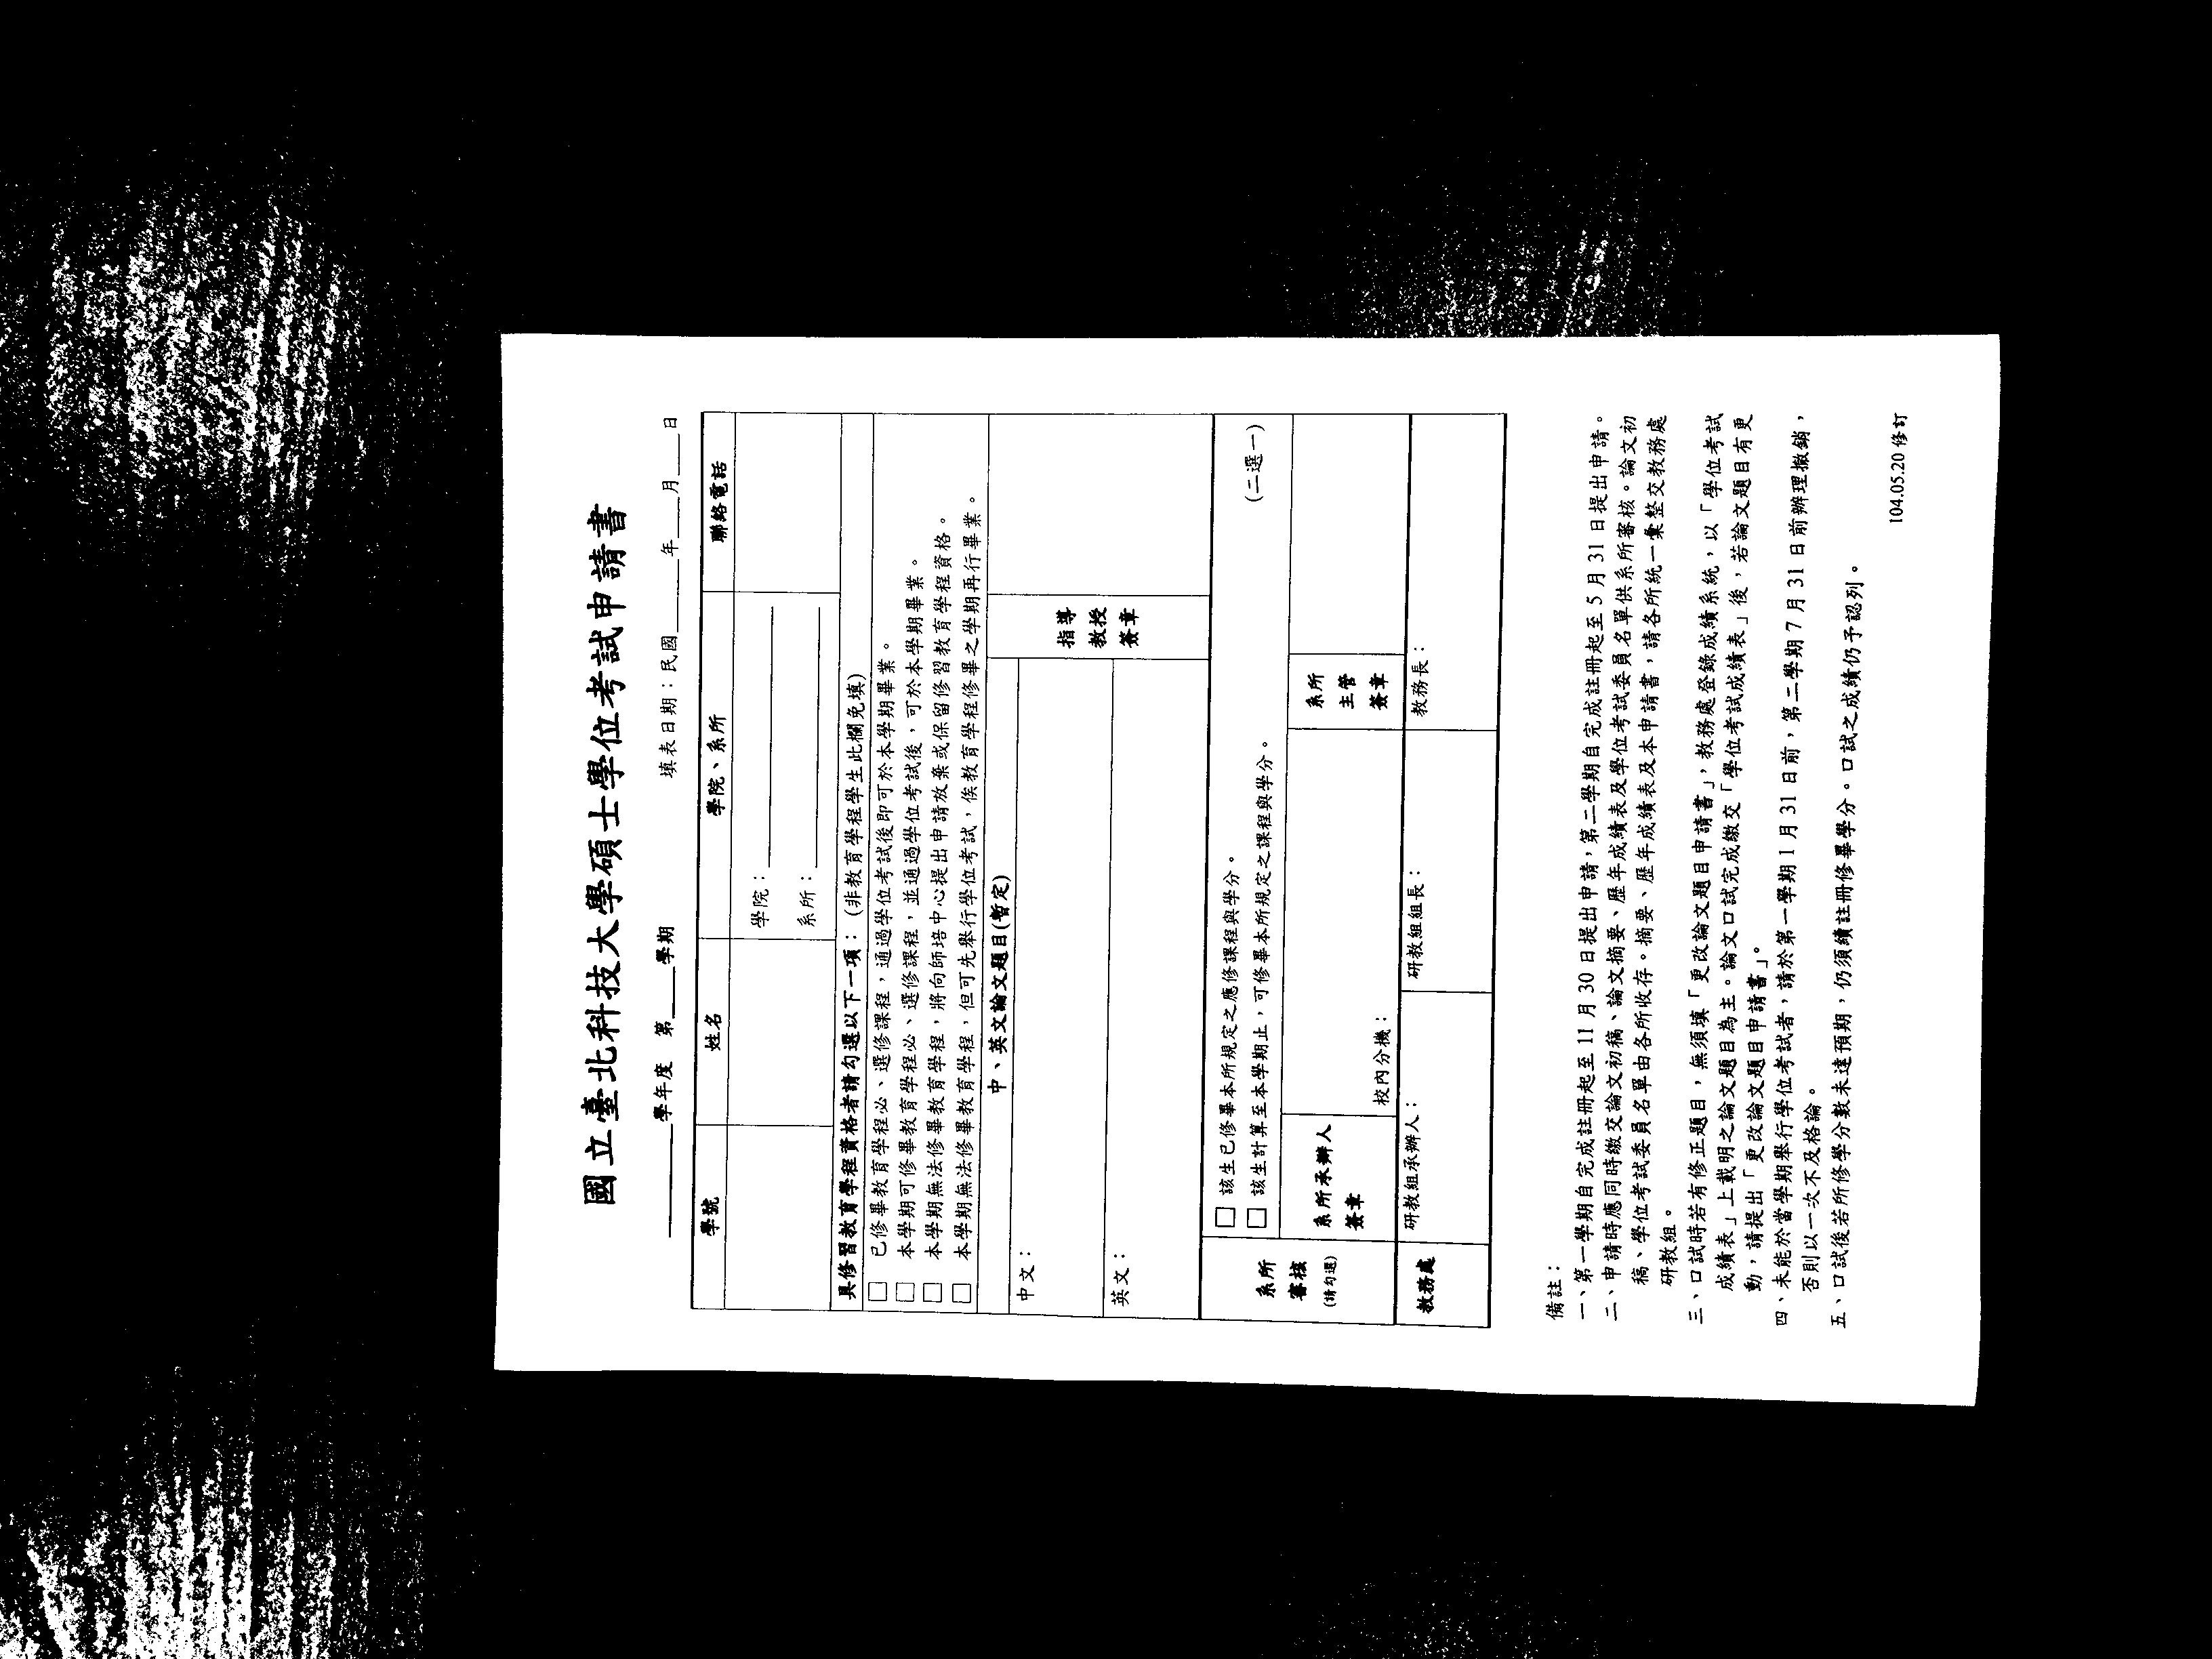 國立臺北科技大學碩士學位考試申請書
______學年度 第____學期 填表日期：民國____年____月____日
學號 姓名 學院、系所 聯絡電話
學院：
系所：
具修習教育學程資格者請勾選以下一項：(非教育學程學生此欄免填)
□ 已修畢教育學程必、選修課程，通過學位考試後即可於本學期畢業。
□ 本學期可修畢教育學程必、選修課程，並通過學位考試後，可於本學期畢業。
□ 本學期無法修畢教育學程，將向師培中心提出申請放棄或保留修習教育學程資格。
□ 本學期無法修畢教育學程，但可先舉行學位考試，俟教育學程修畢之學期再行畢業。
中、英文論文題目(暫定)
中文：
英文：
指導
教授
簽章
系所
審核
(請勾選)
□ 該生已修畢本所規定之應修課程與學分。 (二選一)
□ 該生計算至本學期止，可修畢本所規定之課程與學分。
系所承辦人
簽章
校內分機：
系所
主管
簽章
教務處
研教組承辦人：
研教組組長：
教務長：
備註：
一、第一學期自完成註冊起至 11 月 30 日提出申請，第二學期自完成註冊起至 5 月 31 日提出申請。
二、申請時應同時繳交論文初稿、論文摘要、歷年成績表及學位考試委員名單供系所審核。論文初
稿、學位考試委員名單由各所收存。摘要、歷年成績表及本申請書，請各所統一彙整交教務處
研教組。
三、口試時若有修正題目，無須填「更改論文題目申請書」，教務處登錄成績系統，以「學位考試
成績表」上載明之論文題目為主。論文口試完成繳交「學位考試成績表」後，若論文題目有更
動，請提出「更改論文題目申請書」。
四、未能於當學期舉行學位考試者，請於第一學期 1 月 31 日前，第二學期 7 月 31 日前辦理撤銷，
否則以一次不及格論。
五、口試後若所修學分數未達預期，仍須續註冊修畢學分。口試之成績仍予認列。
104.05.20 修訂